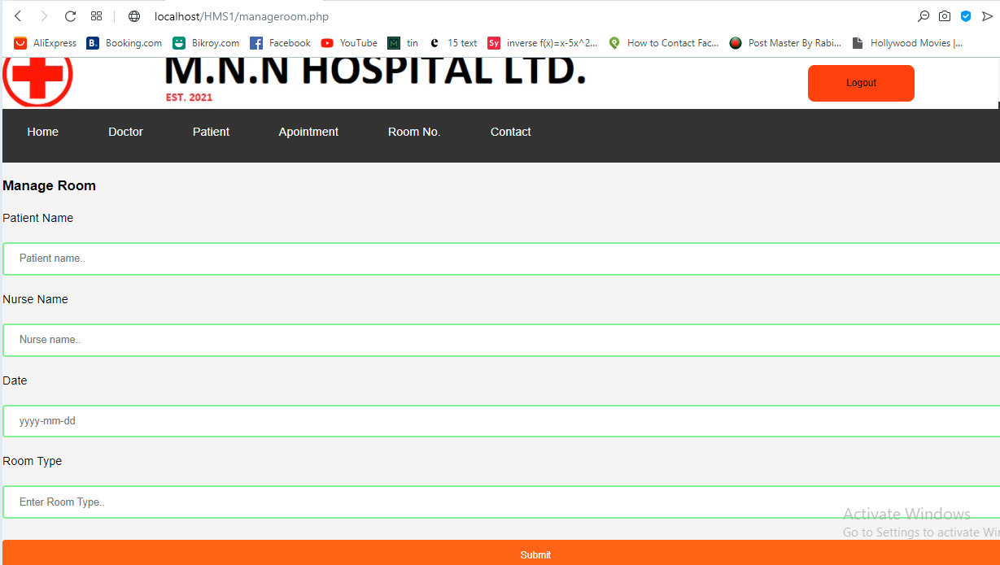 localhost/HMS1/manageroom.php
AliExpress B. Booking.com Bikroy.com Facebook YouTube M tin 15 text Sy inverse f(x)=x-5x^2... How to Contact Fac... Post Master By Rabi... Hollywood Movies |,...
M.N.N HOSPITAL LTD.
EST. 2021
Logout
Home Doctor Patient Apointment Room No. Contact
Manage Room
Patient Name
Patient name..
Nurse Name
Nurse name..
Date
yyyy-mm-dd
Room Type
Enter Room Type..
Activate Windows
Go to Settings to activate Wi
Submit